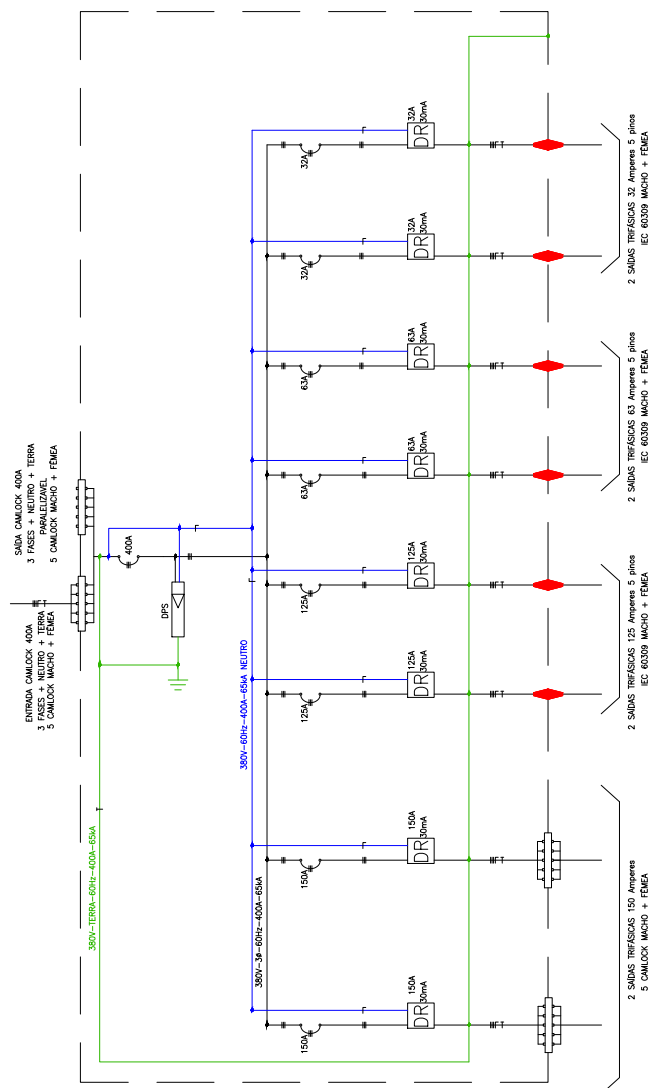 SAÍDA CAMLOCK 400A
3 FASES + NEUTRO + TERRA
PARALELIZAVEL
5 CAMLOCK MACHO + FÊMEA
ENTRADA CAMLOCK 400A
3 FASES + NEUTRO + TERRA
5 CAMLOCK MACHO + FÊMEA
400A
DPS
380V-TERRA-60Hz-400A-65kA
380V-60Hz-400A-65kA NEUTRO
380V-3ø-60Hz-400A-65kA
32A
32A
DR
30mA
32A
32A
DR
30mA
63A
63A
DR
30mA
63A
63A
DR
30mA
125A
125A
DR
30mA
125A
125A
DR
30mA
150A
150A
DR
30mA
150A
150A
DR
30mA
2 SAÍDAS TRIFÁSICAS 32 Amperes 5 pinos
IEC 60309 MACHO + FÊMEA
2 SAÍDAS TRIFÁSICAS 63 Amperes 5 pinos
IEC 60309 MACHO + FÊMEA
2 SAÍDAS TRIFÁSICAS 125 Amperes 5 pinos
IEC 60309 MACHO + FÊMEA
2 SAÍDAS TRIFÁSICAS 150 Amperes
5 CAMLOCK MACHO + FÊMEA